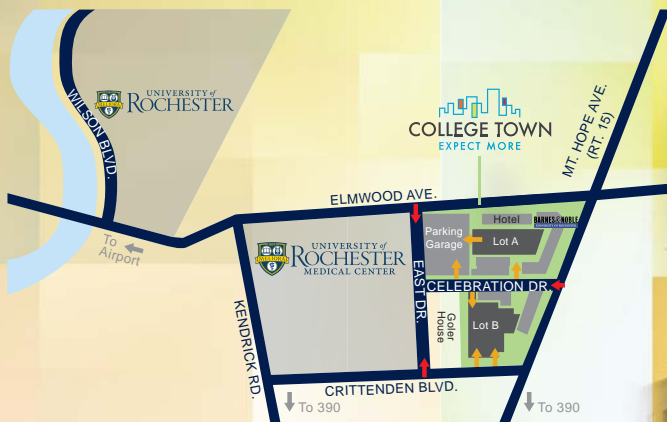 WILSON BLVD.
MELIORA
UNIVERSITY of
ROCHESTER
COLLEGE TOWN
EXPECT MORE
MT. HOPE AVE.
(RT. 15)
ELMWOOD AVE.
To
Airport
MELIORA
UNIVERSITY of
ROCHESTER
MEDICAL CENTER
Parking
Garage
Hotel
BARNES & NOBLE
Lot A
EAST DR.
CELEBRATION DR.
Goler
House
Lot B
KENDRICK RD.
CRITTENDEN BLVD.
To 390
To 390